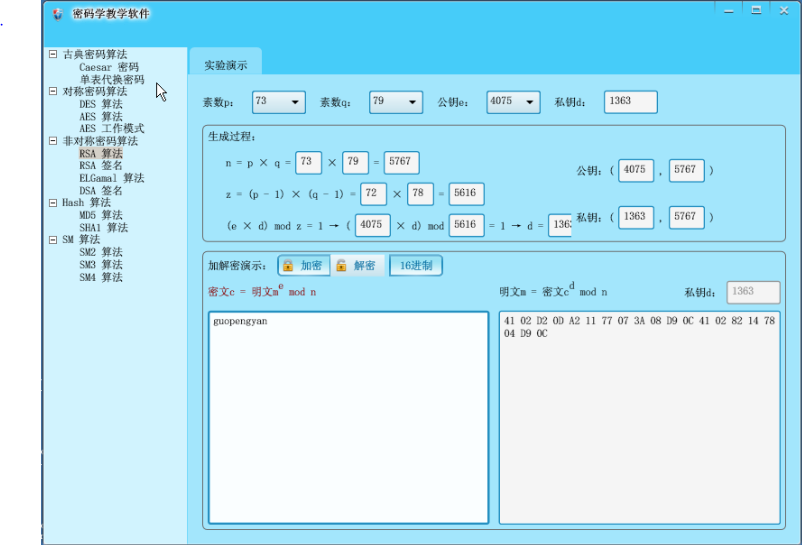 密码学教学软件
古典密码算法
Caesar 密码
单表代换密码
对称密码算法
DES 算法
AES 算法
AES 工作模式
非对称密码算法
RSA 算法
RSA 签名
ELGamal 算法
DSA 签名
Hash 算法
MD5 算法
SHA1 算法
SM 算法
SM2 算法
SM3 算法
SM4 算法
实验演示
素数p: 73 素数q: 79 公钥e: 4075 私钥d: 1363
生成过程:
n = p × q = 73 × 79 = 5767
z = (p - 1) × (q - 1) = 72 × 78 = 5616
(e × d) mod z = 1 → ( 4075 × d) mod 5616 = 1 → d = 1363
公钥: ( 4075 , 5767 )
私钥: ( 1363 , 5767 )
加解密演示: 加密 解密 16进制
密文c = 明文m^e mod n
明文m = 密文c^d mod n 私钥d: 1363
guopengyan
41 02 D2 0D A2 11 77 07 3A 08 D9 0C 41 02 82 14 78
04 D9 0C